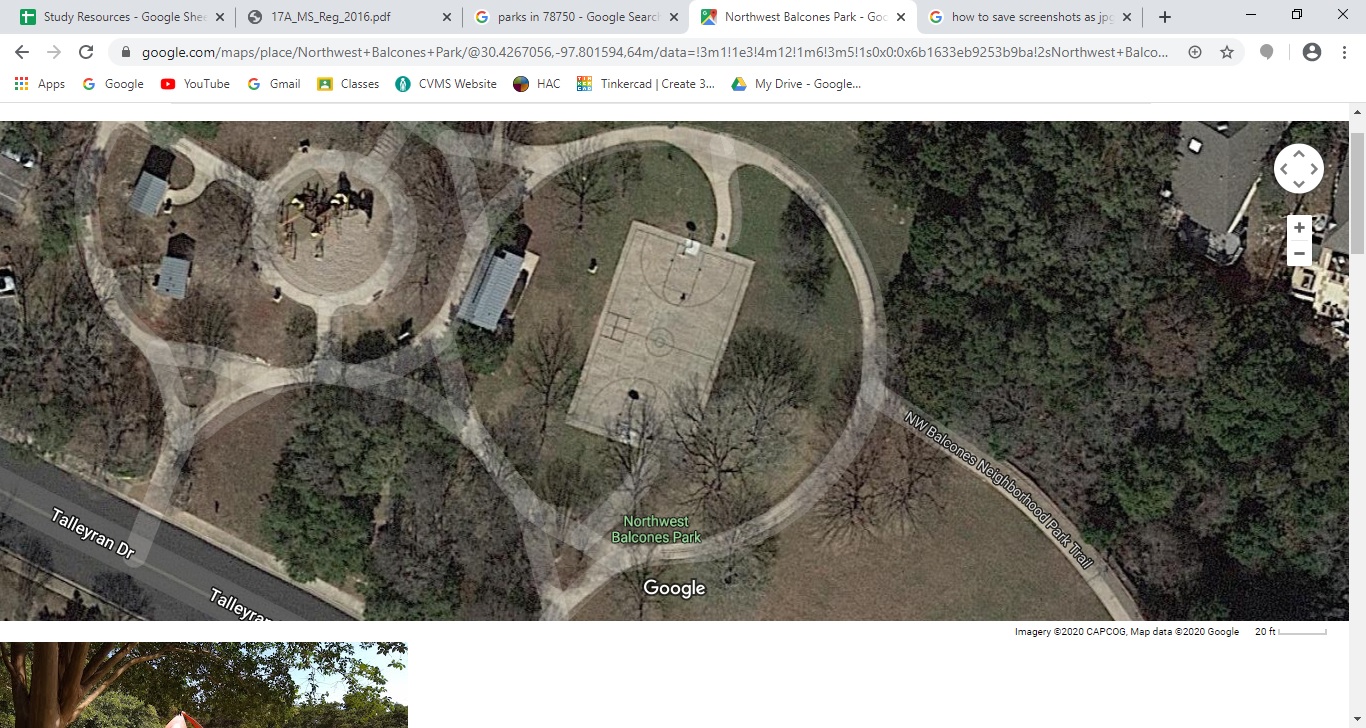 Study Resources - Google She
17A_MS_Reg_2016.pdf
parks in 78750 - Google Search
Northwest Balcones Park - Goo
how to save screenshots as jpg
google.com/maps/place/Northwest+Balcones+Park/@30.4267056,-97.801594,64m/data=!3m1!1e3!4m12!1m6!3m5!1s0x0:0x6b1633eb9253b9ba!2sNorthwest+Balco...
Apps
Google
YouTube
Gmail
Classes
CVMS Website
HAC
Tinkercad | Create 3...
My Drive - Google...
NW Balcones Neighborhood Park Trail
Talleyran Dr
Talleyran
Northwest
Balcones Park
Google
Imagery ©2020 CAPCOG, Map data ©2020 Google 20 ft